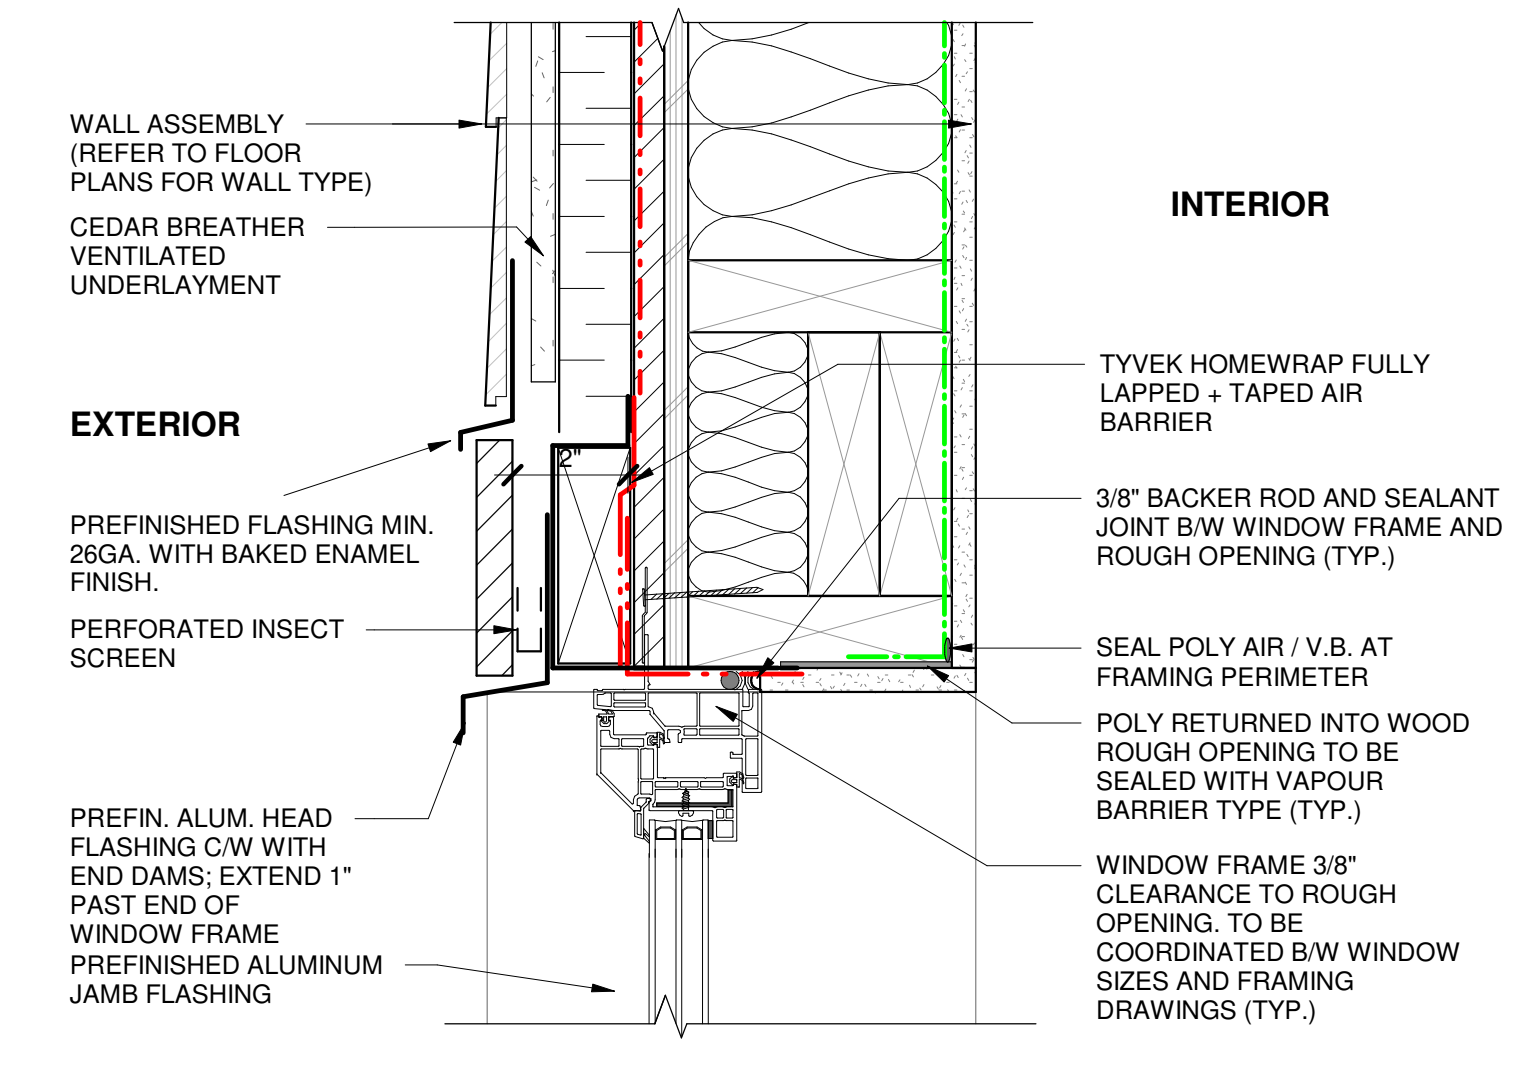 WALL ASSEMBLY
(REFER TO FLOOR
PLANS FOR WALL TYPE)
CEDAR BREATHER
VENTILATED
UNDERLAYMENT
EXTERIOR
2"
PREFINISHED FLASHING MIN.
26GA. WITH BAKED ENAMEL
FINISH.
PERFORATED INSECT
SCREEN
PREFIN. ALUM. HEAD
FLASHING C/W WITH
END DAMS; EXTEND 1"
PAST END OF
WINDOW FRAME
PREFINISHED ALUMINUM
JAMB FLASHING
INTERIOR
TYVEK HOMEWRAP FULLY
LAPPED + TAPED AIR
BARRIER
3/8" BACKER ROD AND SEALANT
JOINT B/W WINDOW FRAME AND
ROUGH OPENING (TYP.)
SEAL POLY AIR / V.B. AT
FRAMING PERIMETER
POLY RETURNED INTO WOOD
ROUGH OPENING TO BE
SEALED WITH VAPOUR
BARRIER TYPE (TYP.)
WINDOW FRAME 3/8"
CLEARANCE TO ROUGH
OPENING. TO BE
COORDINATED B/W WINDOW
SIZES AND FRAMING
DRAWINGS (TYP.)